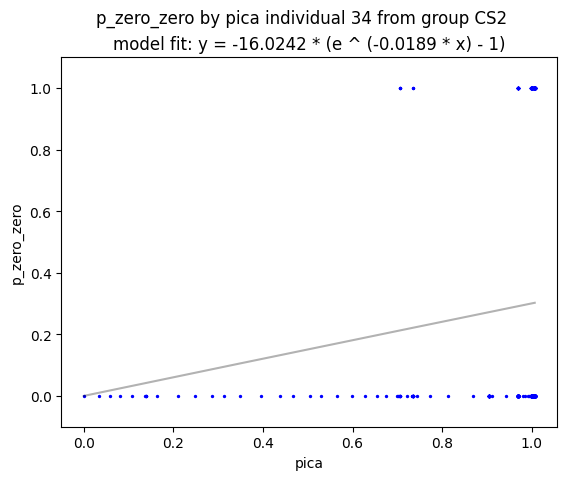 p_zero_zero by pica individual 34 from group CS2
model fit: y = -16.0242 * (e ^ (-0.0189 * x) - 1)
1.0
0.8
0.6
0.4
0.2
0.0
p_zero_zero
0.0 0.2 0.4 0.6 0.8 1.0
pica